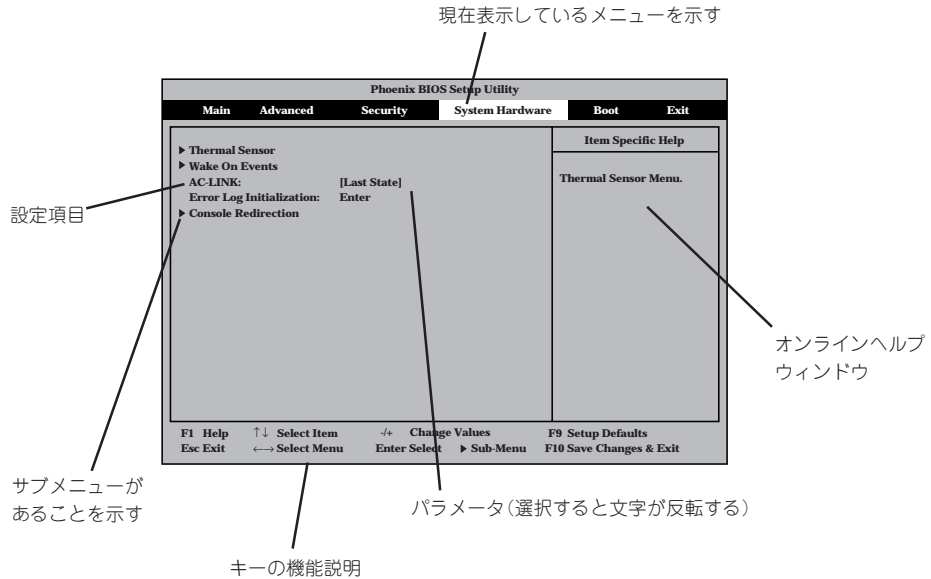 現在表示しているメニューを示す
Phoenix BIOS Setup Utility
Main Advanced Security System Hardware Boot Exit
Item Specific Help
▶ Thermal Sensor
▶ Wake On Events
Thermal Sensor Menu.
AC-LINK: [Last State]
設定項目
Error Log Initialization: Enter
▶ Console Redirection
オンラインヘルプ
ウィンドウ
F1 Help ↑↓ Select Item -/+ Change Values F9 Setup Defaults
Esc Exit ←→ Select Menu Enter Select ▶ Sub-Menu F10 Save Changes & Exit
サブメニューが
あることを示す
パラメータ(選択すると文字が反転する)
キーの機能説明